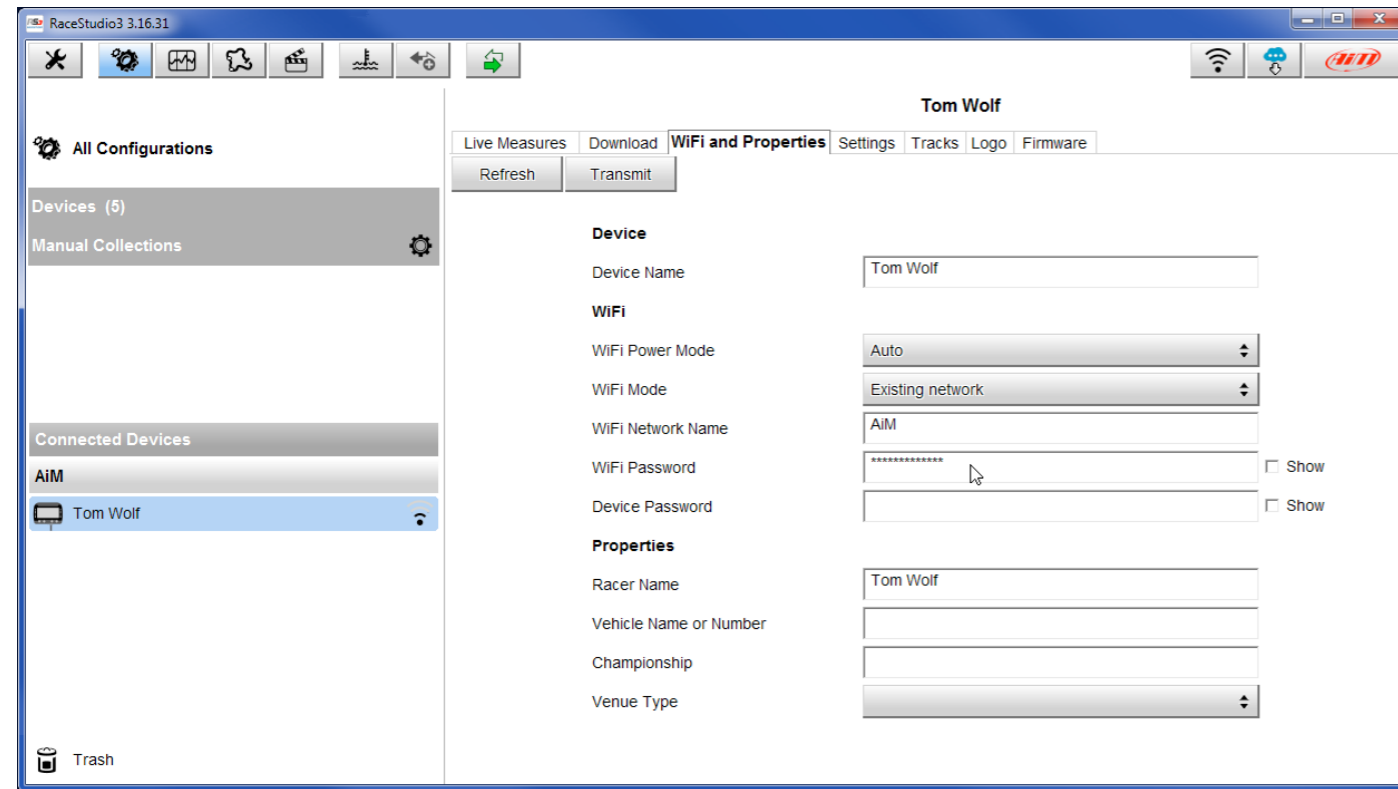 RaceStudio3 3.16.31
AiM
Tom Wolf
All Configurations
Live Measures Download WiFi and Properties Settings Tracks Logo Firmware
Refresh Transmit
Devices (5)
Manual Collections
Device
Device Name Tom Wolf
WiFi
WiFi Power Mode Auto
WiFi Mode Existing network
WiFi Network Name AiM
WiFi Password ************* Show
Device Password Show
Connected Devices
AiM
Tom Wolf
Properties
Racer Name Tom Wolf
Vehicle Name or Number
Championship
Venue Type
Trash